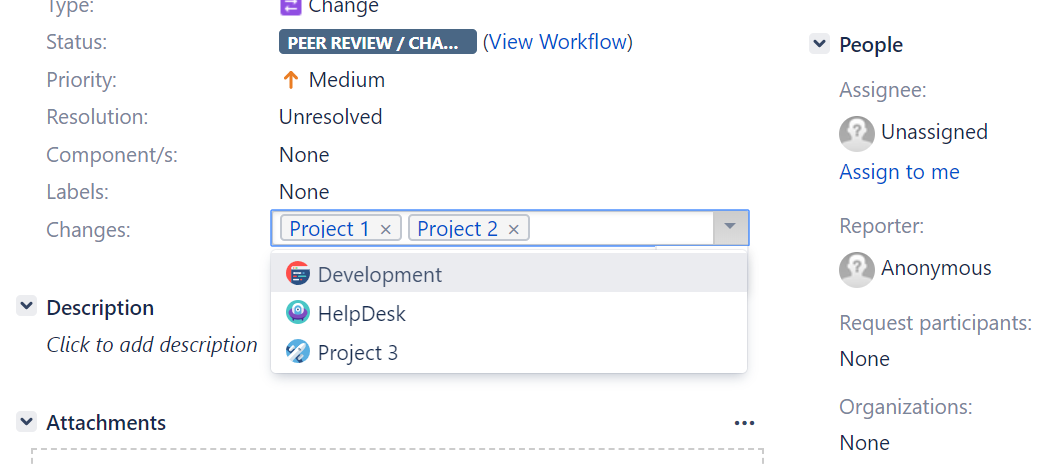 Type:
Change
Status:
PEER REVIEW / CHA... (View Workflow)
Priority:
Medium
Resolution:
Unresolved
Component/s:
None
Labels:
None
Changes:
Project 1 × Project 2 ×
Development
HelpDesk
Project 3
Description
Click to add description
Attachments
People
Assignee:
Unassigned
Assign to me
Reporter:
Anonymous
Request participants:
None
Organizations:
None